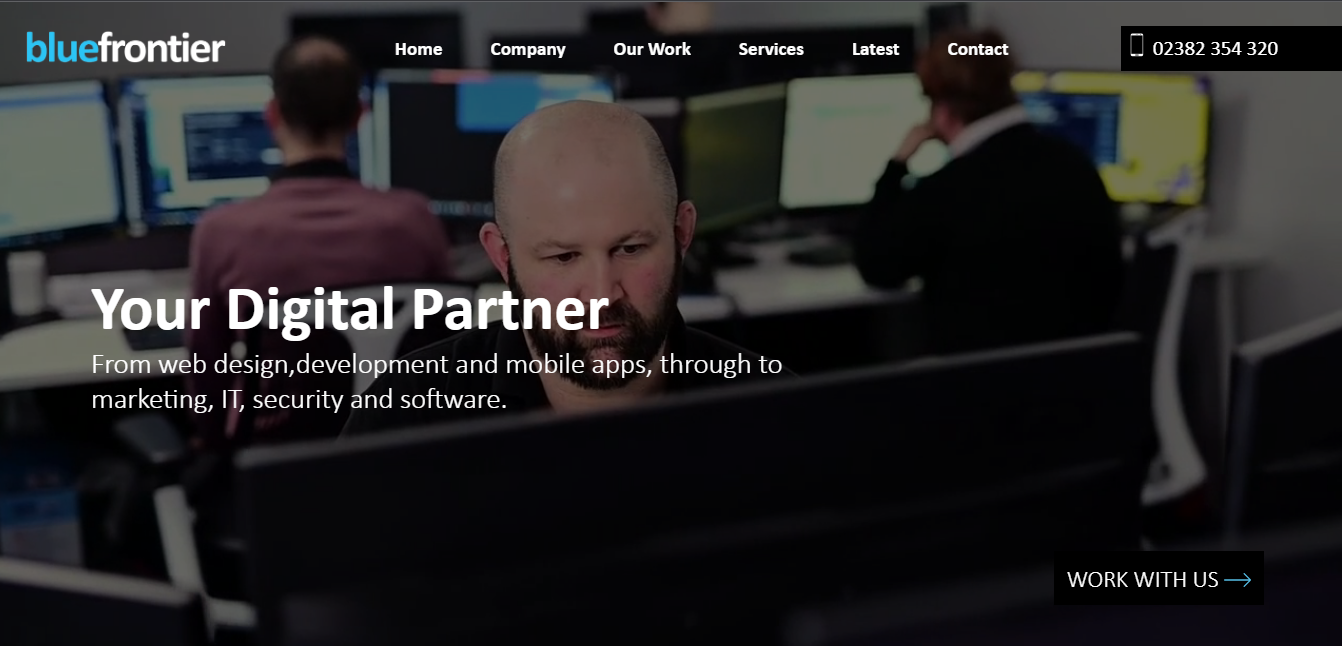 bluefrontier
Home
Company
Our Work
Services
Latest
Contact
02382 354 320
Your Digital Partner
From web design,development and mobile apps, through to
marketing, IT, security and software.
WORK WITH US